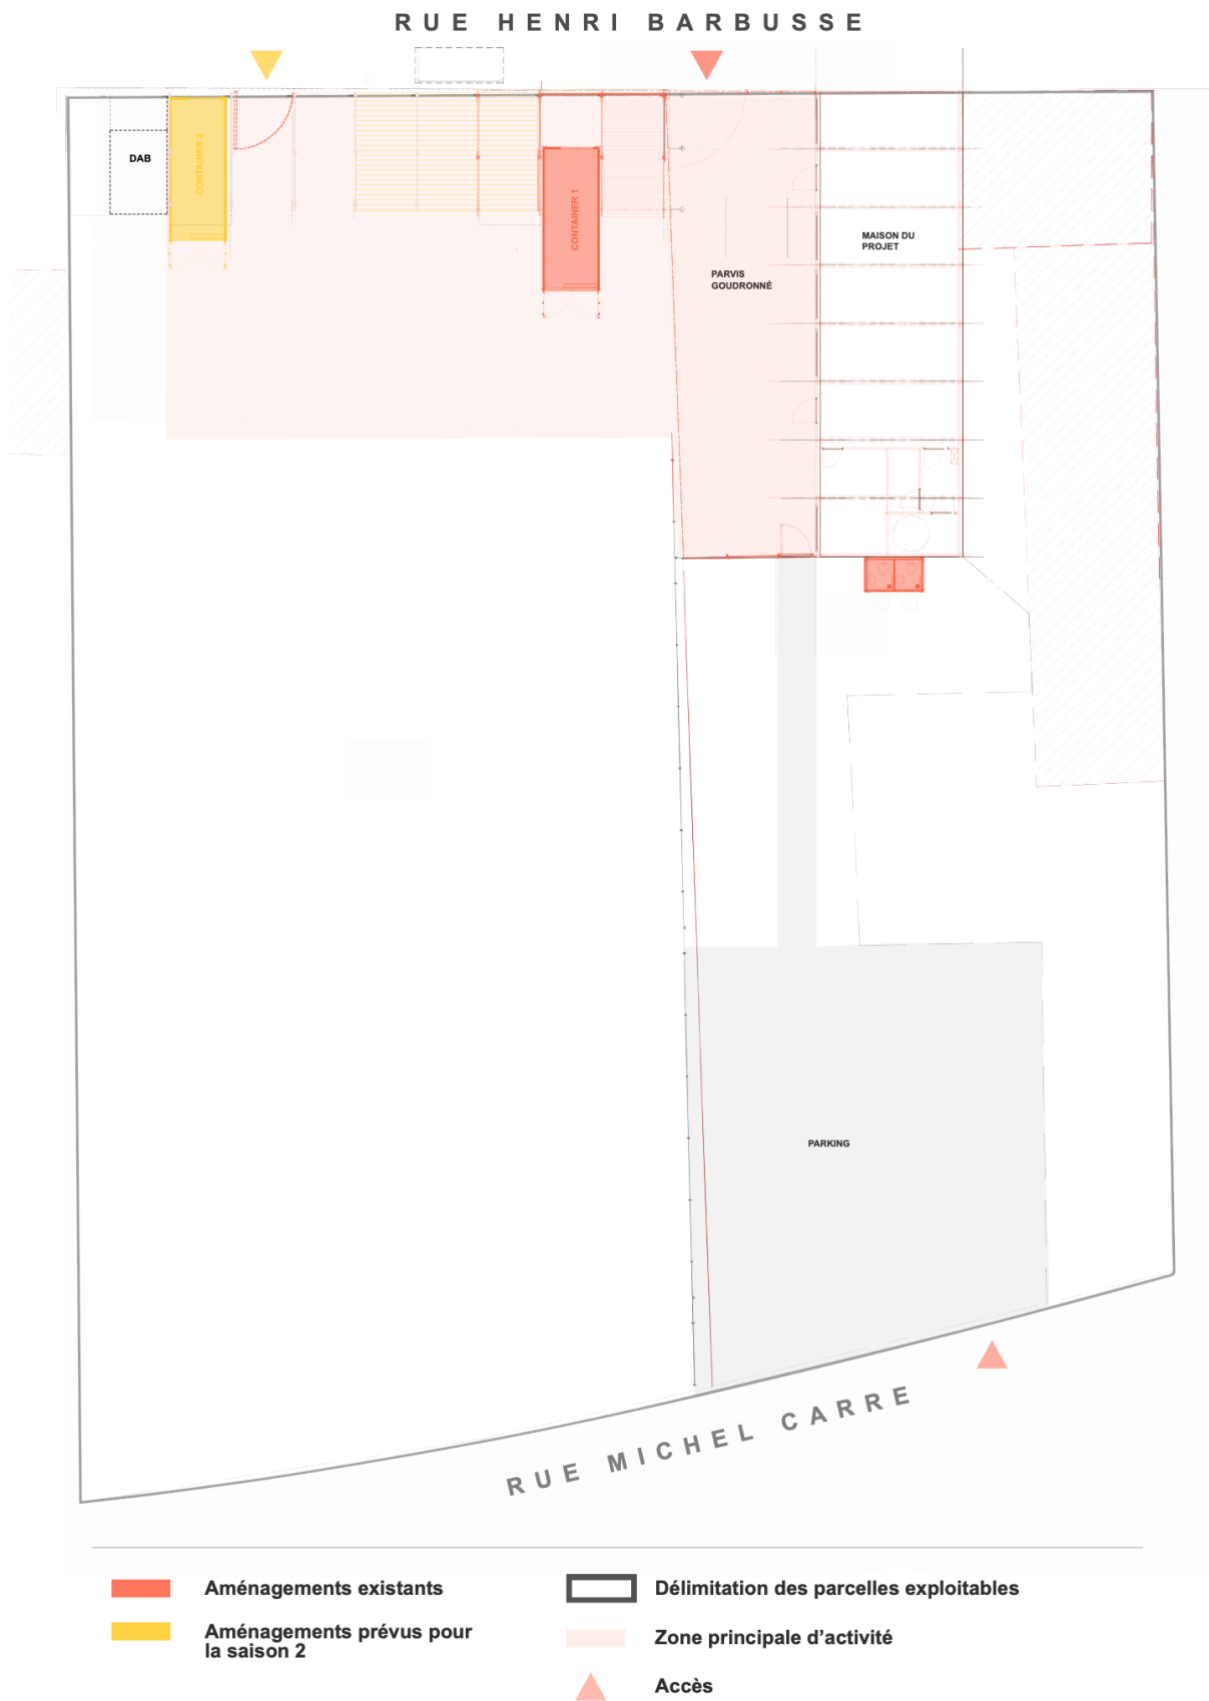 RUE HENRI BARBUSSE
DAB
CONTAINER 2
CONTAINER 1
MAISON DU
PROJET
PARVIS
GOUDRONNÉ
PARKING
RUE MICHEL CARRE
Aménagements existants
Aménagements prévus pour
la saison 2
Délimitation des parcelles exploitables
Zone principale d'activité
Accès